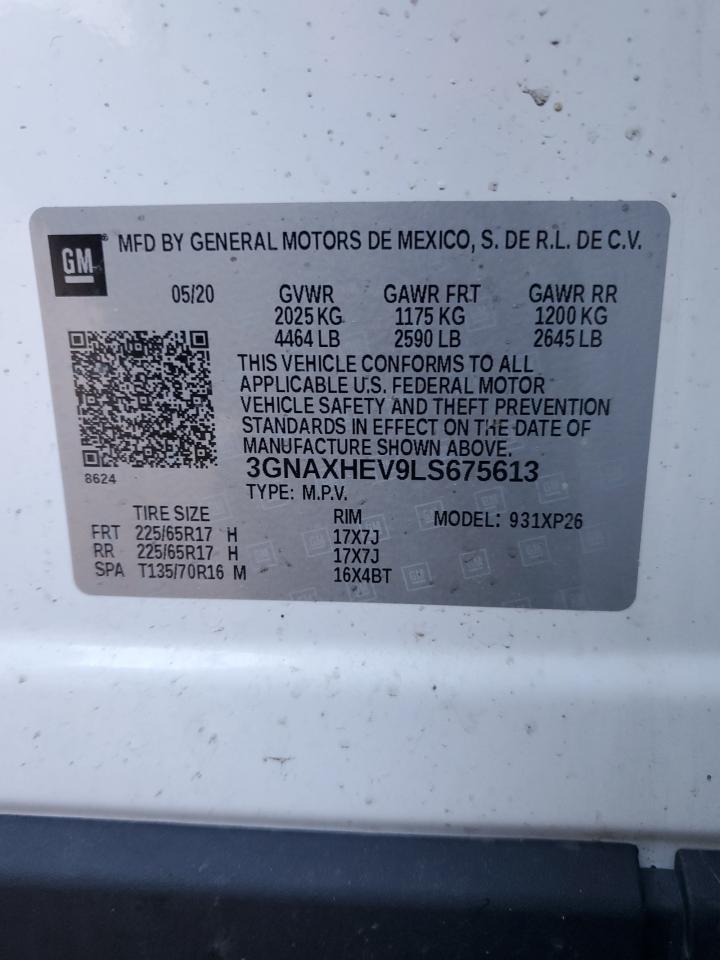 GM
MFD BY GENERAL MOTORS DE MEXICO, S. DE R.L. DE C.V.
05/20 GVWR GAWR FRT GAWR RR
2025 KG 1175 KG 1200 KG
4464 LB 2590 LB 2645 LB
THIS VEHICLE CONFORMS TO ALL
APPLICABLE U.S. FEDERAL MOTOR
VEHICLE SAFETY AND THEFT PREVENTION
STANDARDS IN EFFECT ON THE DATE OF
MANUFACTURE SHOWN ABOVE.
3GNAXHEV9LS675613
8624
TYPE: M.P.V.
TIRE SIZE RIM MODEL: 931XP26
FRT 225/65R17 H 17X7J
RR 225/65R17 H 17X7J
SPA T135/70R16 M 16X4BT